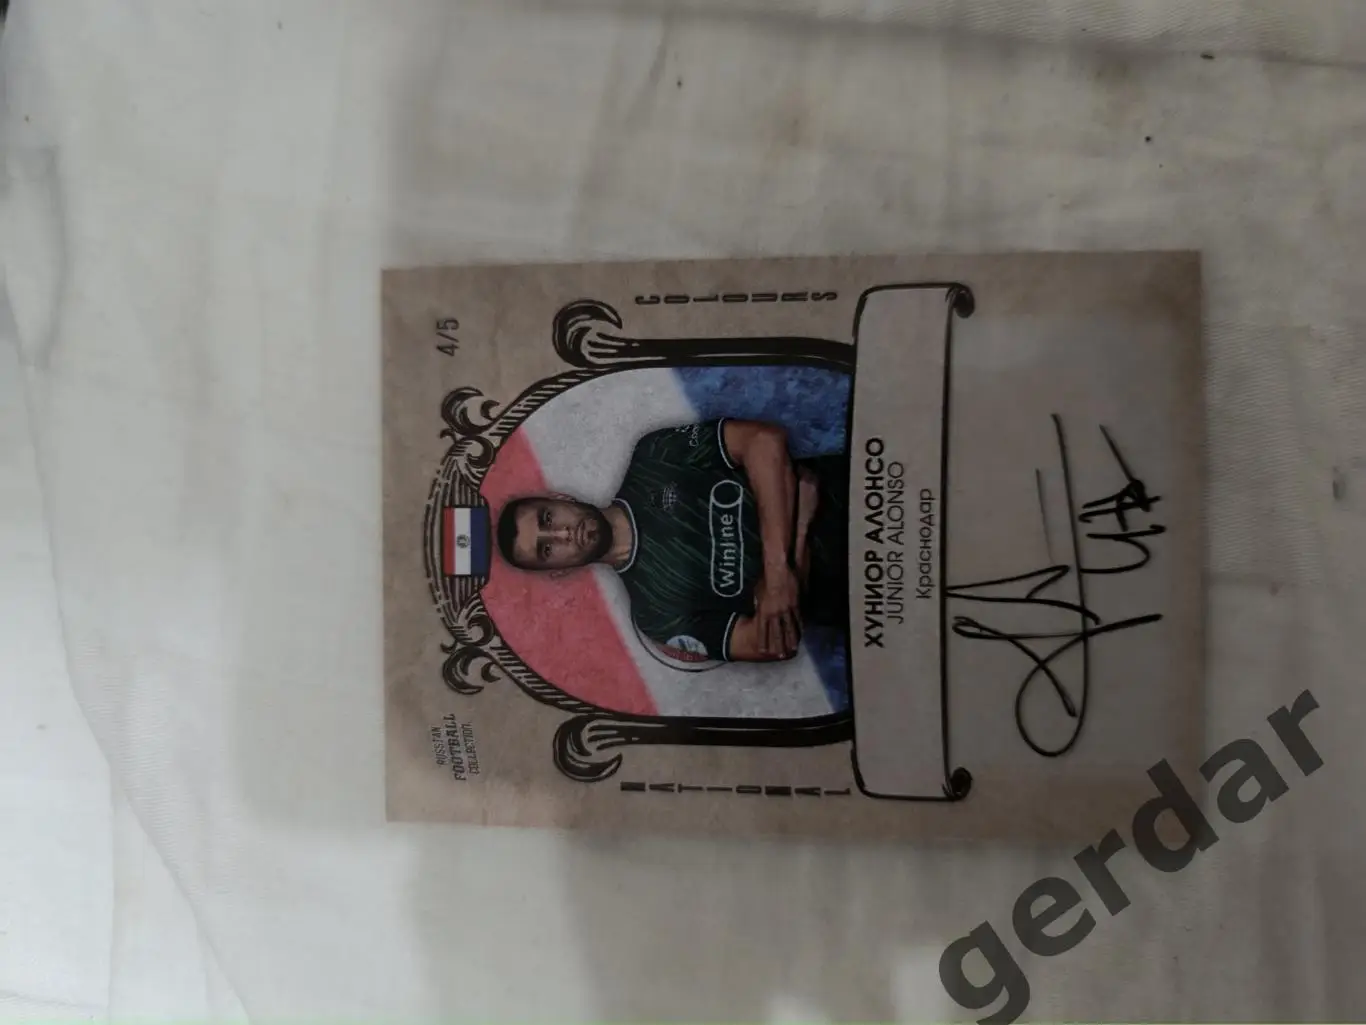 RUSSIAN
FOOTBALL
COLLECTION
4/5
NATIONAL
COLOURS
Winline
ХУНИОР АЛОНСО
JUNIOR ALONSO
Краснодар
gerdar